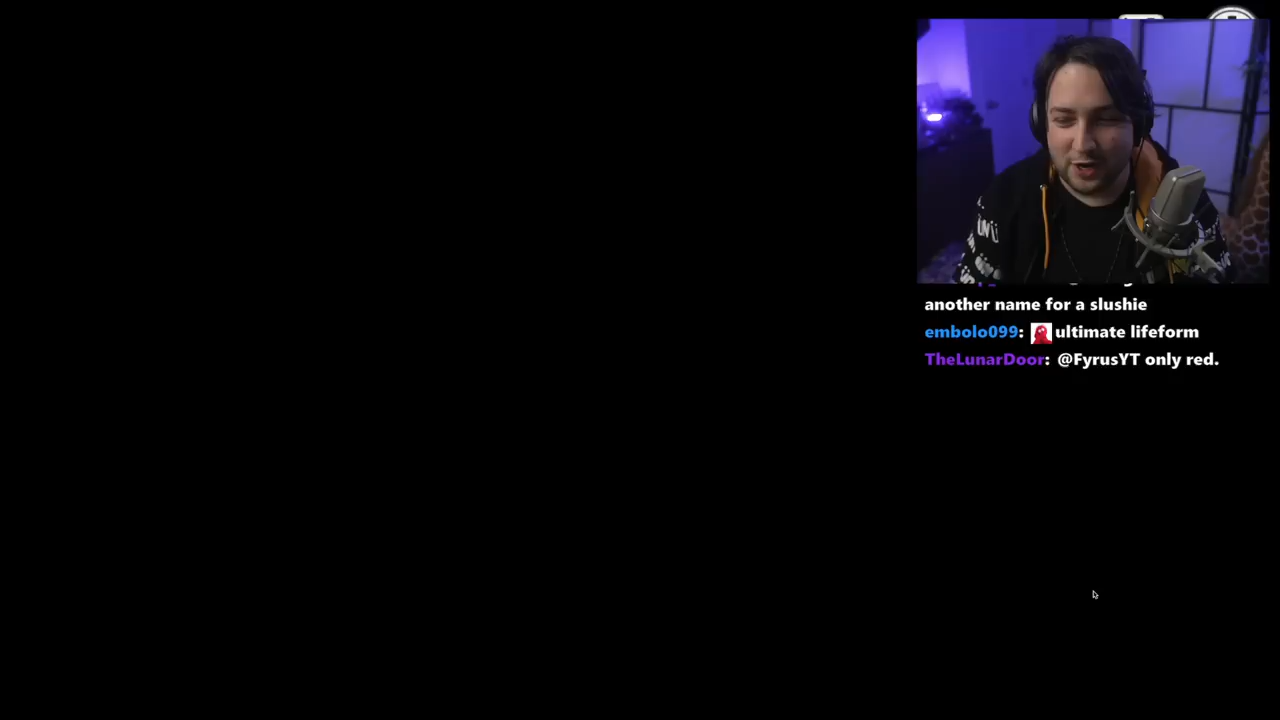 another name for a slushie
embolo099: ultimate lifeform
TheLunarDoor: @FyrusYT only red.